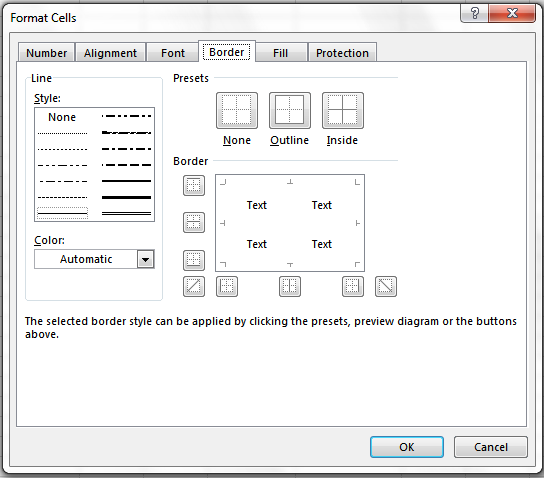 Format Cells
?
Number Alignment Font Border Fill Protection
Line
Style:
None
Color:
Automatic
Presets
None Outline Inside
Border
Text Text
Text Text
The selected border style can be applied by clicking the presets, preview diagram or the buttons
above.
OK Cancel